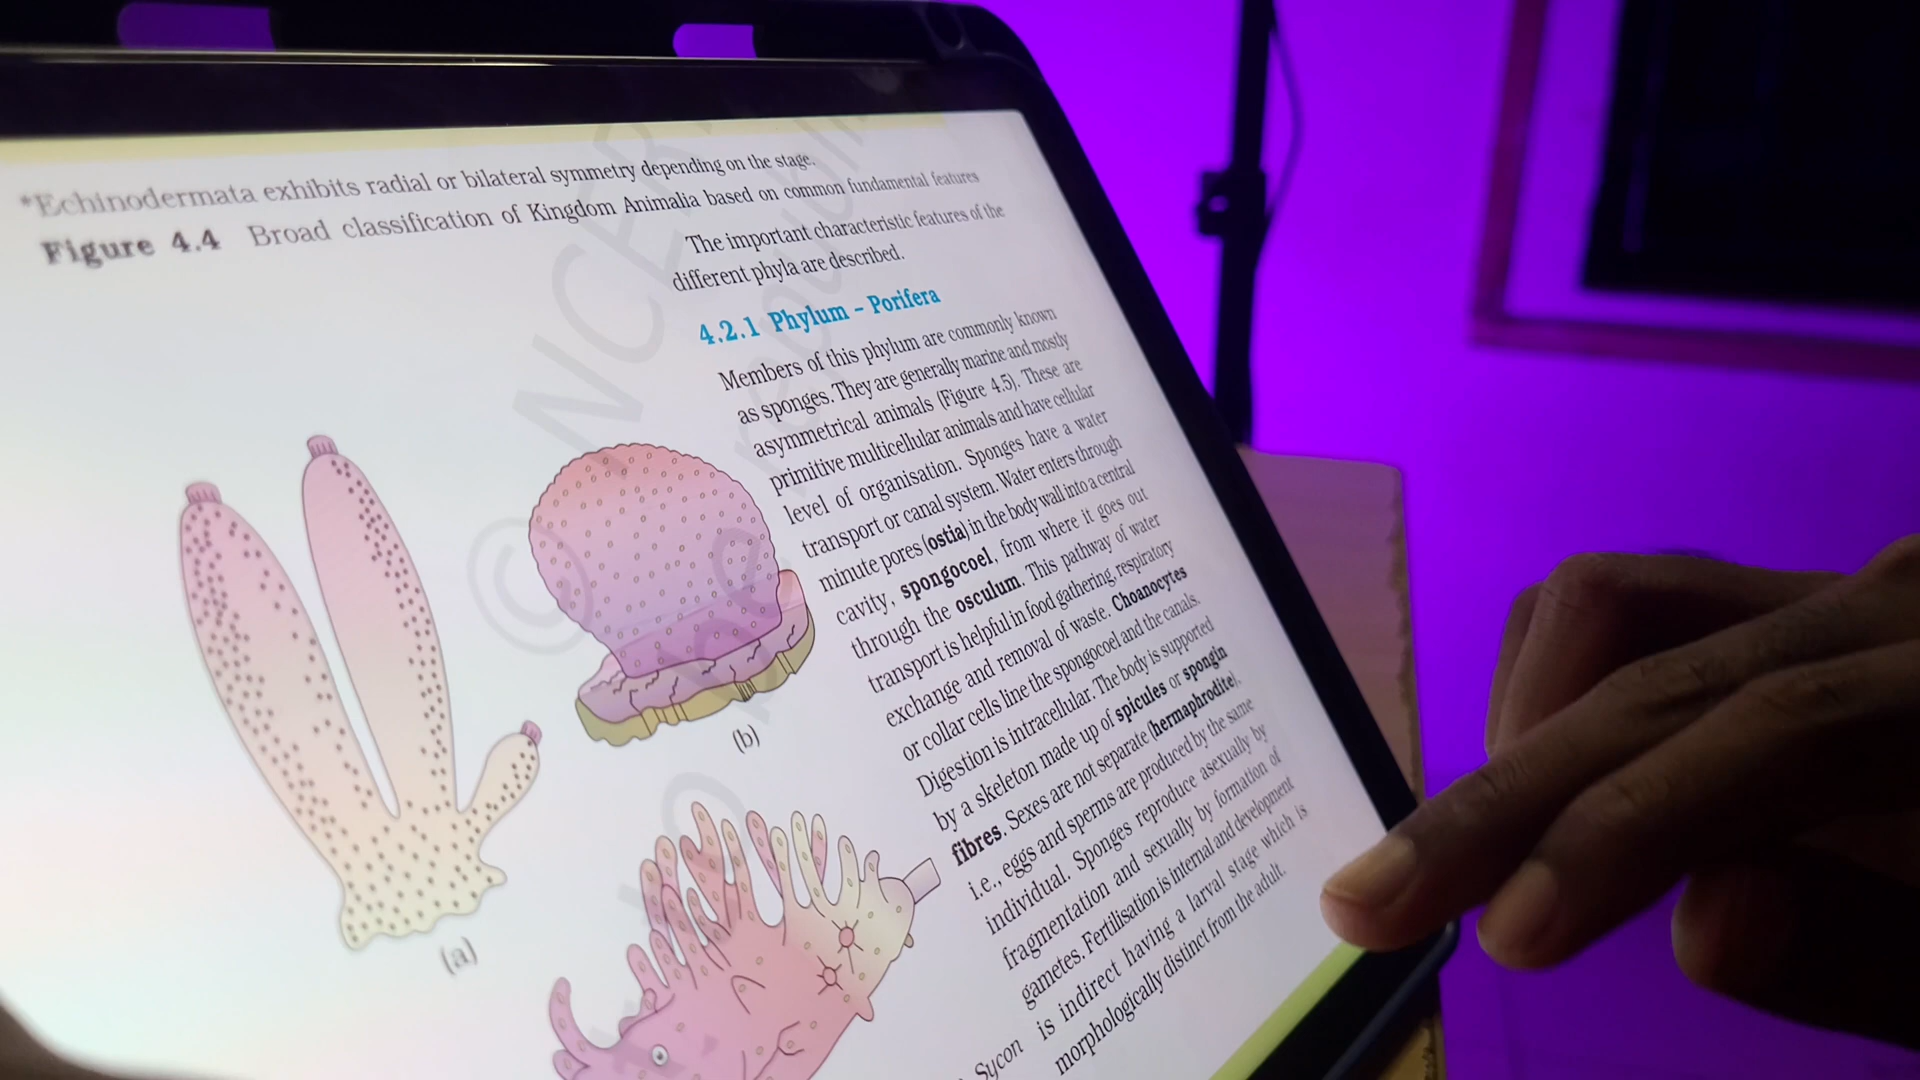 *Echinodermata exhibits radial or bilateral symmetry depending on the stage.
Figure 4.4 Broad classification of Kingdom Animalia based on common fundamental features
The important characteristic features of the
different phyla are described.
4.2.1 Phylum – Porifera
Members of this phylum are commonly known
as sponges. They are generally marine and mostly
asymmetrical animals (Figure 4.5). These are
primitive multicellular animals and have cellular
level of organisation. Sponges have a water
transport or canal system. Water enters through
minute pores (ostia) in the body wall into a central
cavity, spongocoel, from where it goes out
through the osculum. This pathway of water
transport is helpful in food gathering, respiratory
exchange and removal of waste. Choanocytes
or collar cells line the spongocoel and the canals.
Digestion is intracellular. The body is supported
by a skeleton made up of spicules or spongin
fibres. Sexes are not separate (hermaphrodite),
i.e., eggs and sperms are produced by the same
individual. Sponges reproduce asexually by
fragmentation and sexually by formation of
gametes. Fertilisation is internal and development
is indirect having a larval stage which is
morphologically distinct from the adult.
(a)
(b)
Sycon
© NCER
be republi